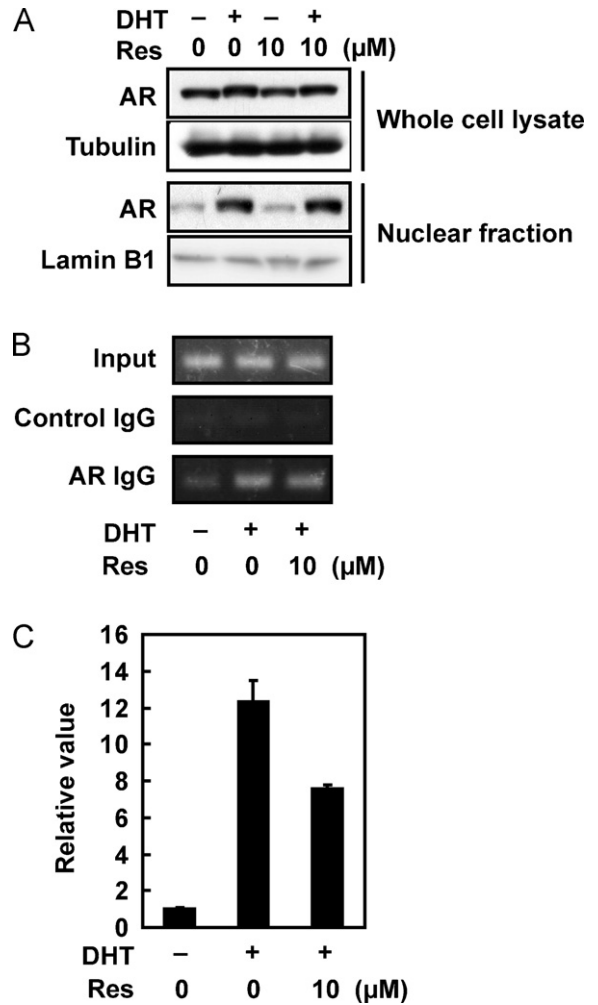 A
DHT – + – +
Res 0 0 10 10 (µM)
AR
Tubulin
Whole cell lysate
AR
Lamin B1
Nuclear fraction
B
Input
Control IgG
AR IgG
DHT – + +
Res 0 0 10 (µM)
C
Relative value
16
14
12
10
8
6
4
2
0
DHT – + +
Res 0 0 10 (µM)